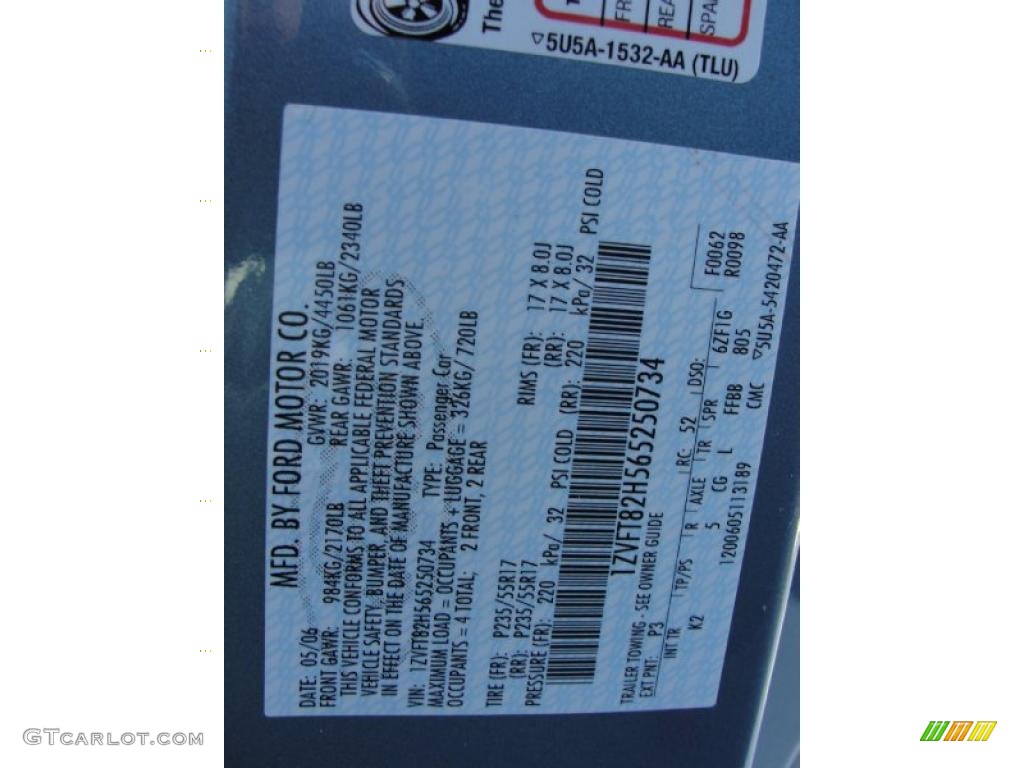 The
FR
REA
SPA
▽5U5A-1532-AA (TLU)
MFD. BY FORD MOTOR CO.
DATE: 05/06 GVWR: 2019KG/4450LB
FRONT GAWR: 984KG/2170LB REAR GAWR: 1061KG/2340LB
THIS VEHICLE CONFORMS TO ALL APPLICABLE FEDERAL MOTOR
VEHICLE SAFETY, BUMPER, AND THEFT PREVENTION STANDARDS
IN EFFECT ON THE DATE OF MANUFACTURE SHOWN ABOVE.
VIN: 1ZVFT82H565250734 TYPE: Passenger Car
MAXIMUM LOAD = OCCUPANTS + LUGGAGE = 326KG/720LB
OCCUPANTS = 4 TOTAL; 2 FRONT, 2 REAR
TIRE (FR): P235/55R17 RIMS (FR): 17 X 8.0J
(RR): P235/55R17 (RR): 17 X 8.0J
PRESSURE (FR): 220 kPa/ 32 PSI COLD (RR): 220 kPa/ 32 PSI COLD
1ZVFT82H565250734
TRAILER TOWING - SEE OWNER GUIDE
EXT PNT: P3 RC: 52 DSO: F0062
R0098
INT TR TP/PS R AXLE TR SPR 6ZF1G
K2 5 CG L FFBB 805
1200605113189 CMC ▽5U5A-5420472-AA
GTCARLOT.COM